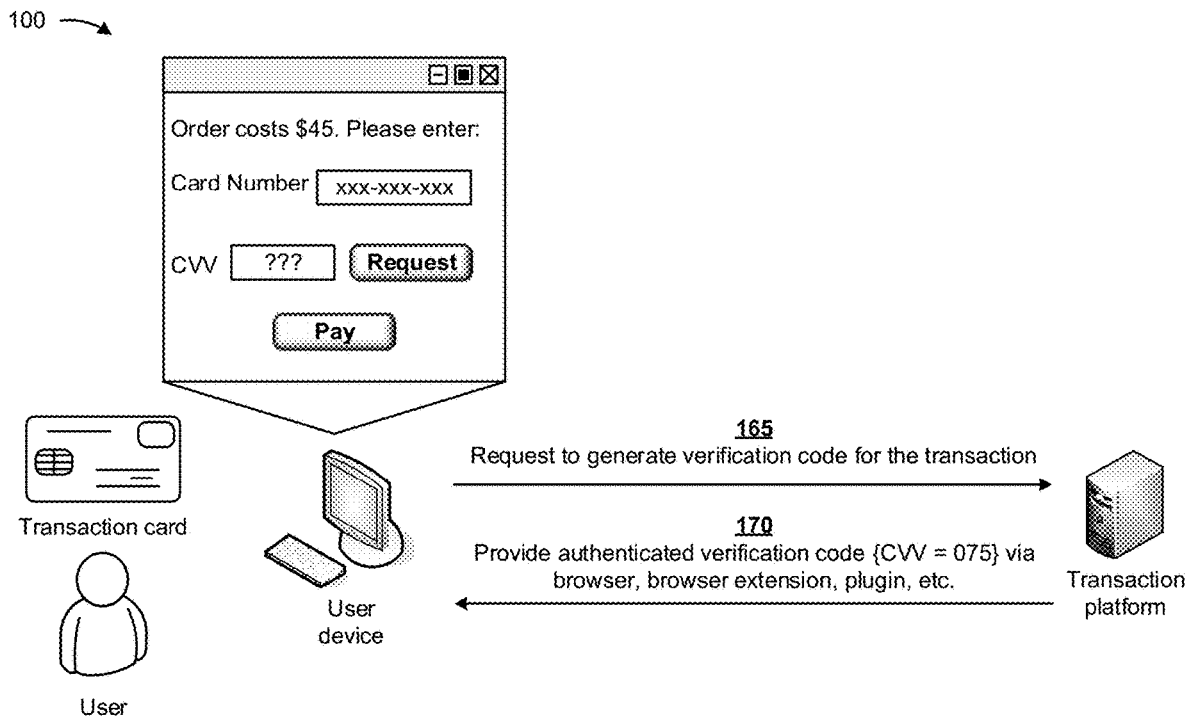 100
Order costs $45. Please enter:
Card Number xxx-xxx-xxx
CVV ??? Request
Pay
165
Request to generate verification code for the transaction
170
Provide authenticated verification code {CVV = 075} via
browser, browser extension, plugin, etc.
Transaction card
User
device
Transaction
platform
User